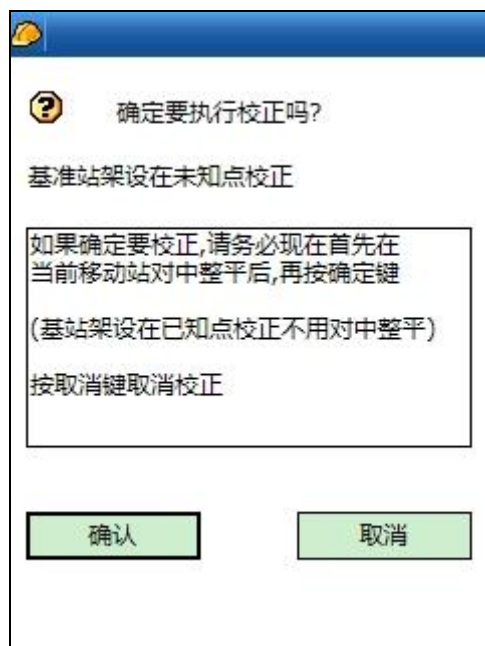 确定要执行校正吗?
基准站架设在未知点校正
如果确定要校正,请务必现在首先在
当前移动站对中整平后,再按确定键
(基站架设在已知点校正不用对中整平)
按取消键取消校正
确认
取消